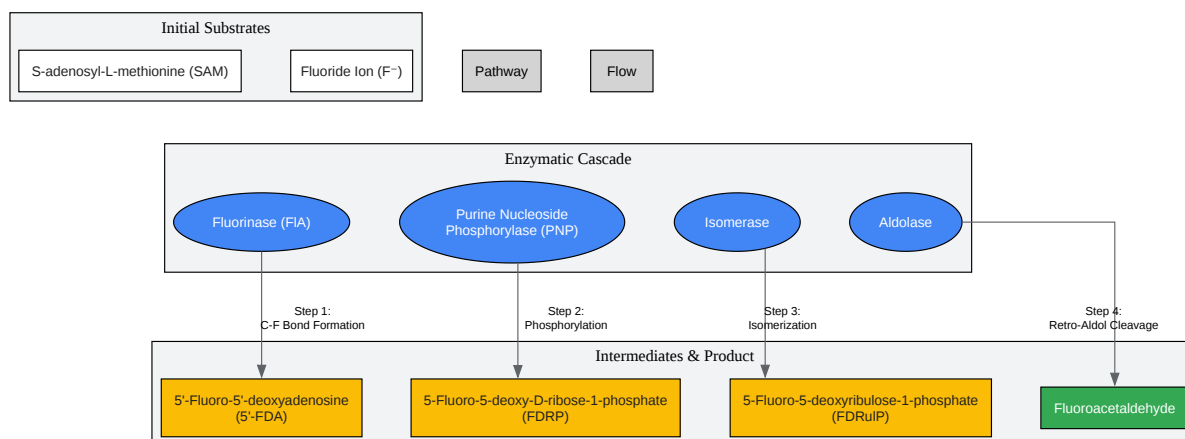 Initial Substrates
S-adenosyl-L-methionine (SAM)
Fluoride Ion (F⁻)
Pathway
Flow
Enzymatic Cascade
Fluorinase (FlA)
Purine Nucleoside
Phosphorylase (PNP)
Isomerase
Aldolase
Step 1:
C-F Bond Formation
Step 2:
Phosphorylation
Step 3:
Isomerization
Step 4:
Retro-Aldol Cleavage
Intermediates & Product
5'-Fluoro-5'-deoxyadenosine
(5'-FDA)
5-Fluoro-5-deoxy-D-ribose-1-phosphate
(FDRP)
5-Fluoro-5-deoxyribulose-1-phosphate
(FDRulP)
Fluoroacetaldehyde